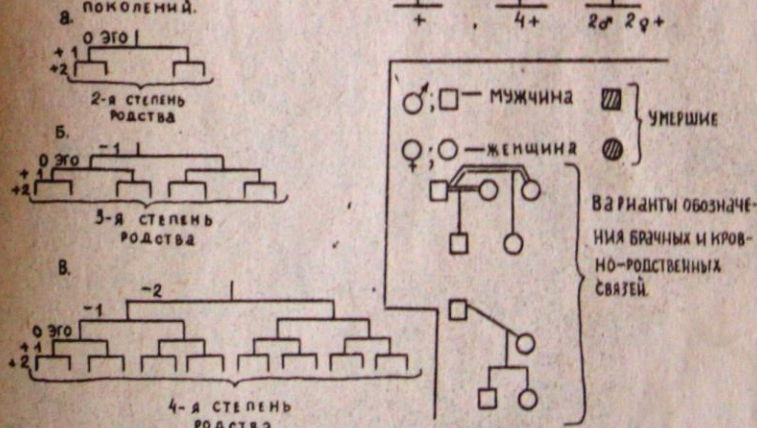 ПОКОЛЕНИЙ.
а.
0 ЭГО
+1
+2
2-Я СТЕПЕНЬ
РОДСТВА
Б.
-1
0 ЭГО
+1
+2
3-Я СТЕПЕНЬ
РОДСТВА
В.
-2
-1
0 ЭГО
+1
+2
4-Я СТЕПЕНЬ
РОДСТВА
+ , 4+ 2♂ 2♀+
♂;□— МУЖЧИНА
♀;○—ЖЕНЩИНА
УМЕРШИЕ
ВАРИАНТЫ ОБОЗНАЧЕ-
НИЯ БРАЧНЫХ И КРОВ-
НО-РОДСТВЕННЫХ
СВЯЗЕЙ.